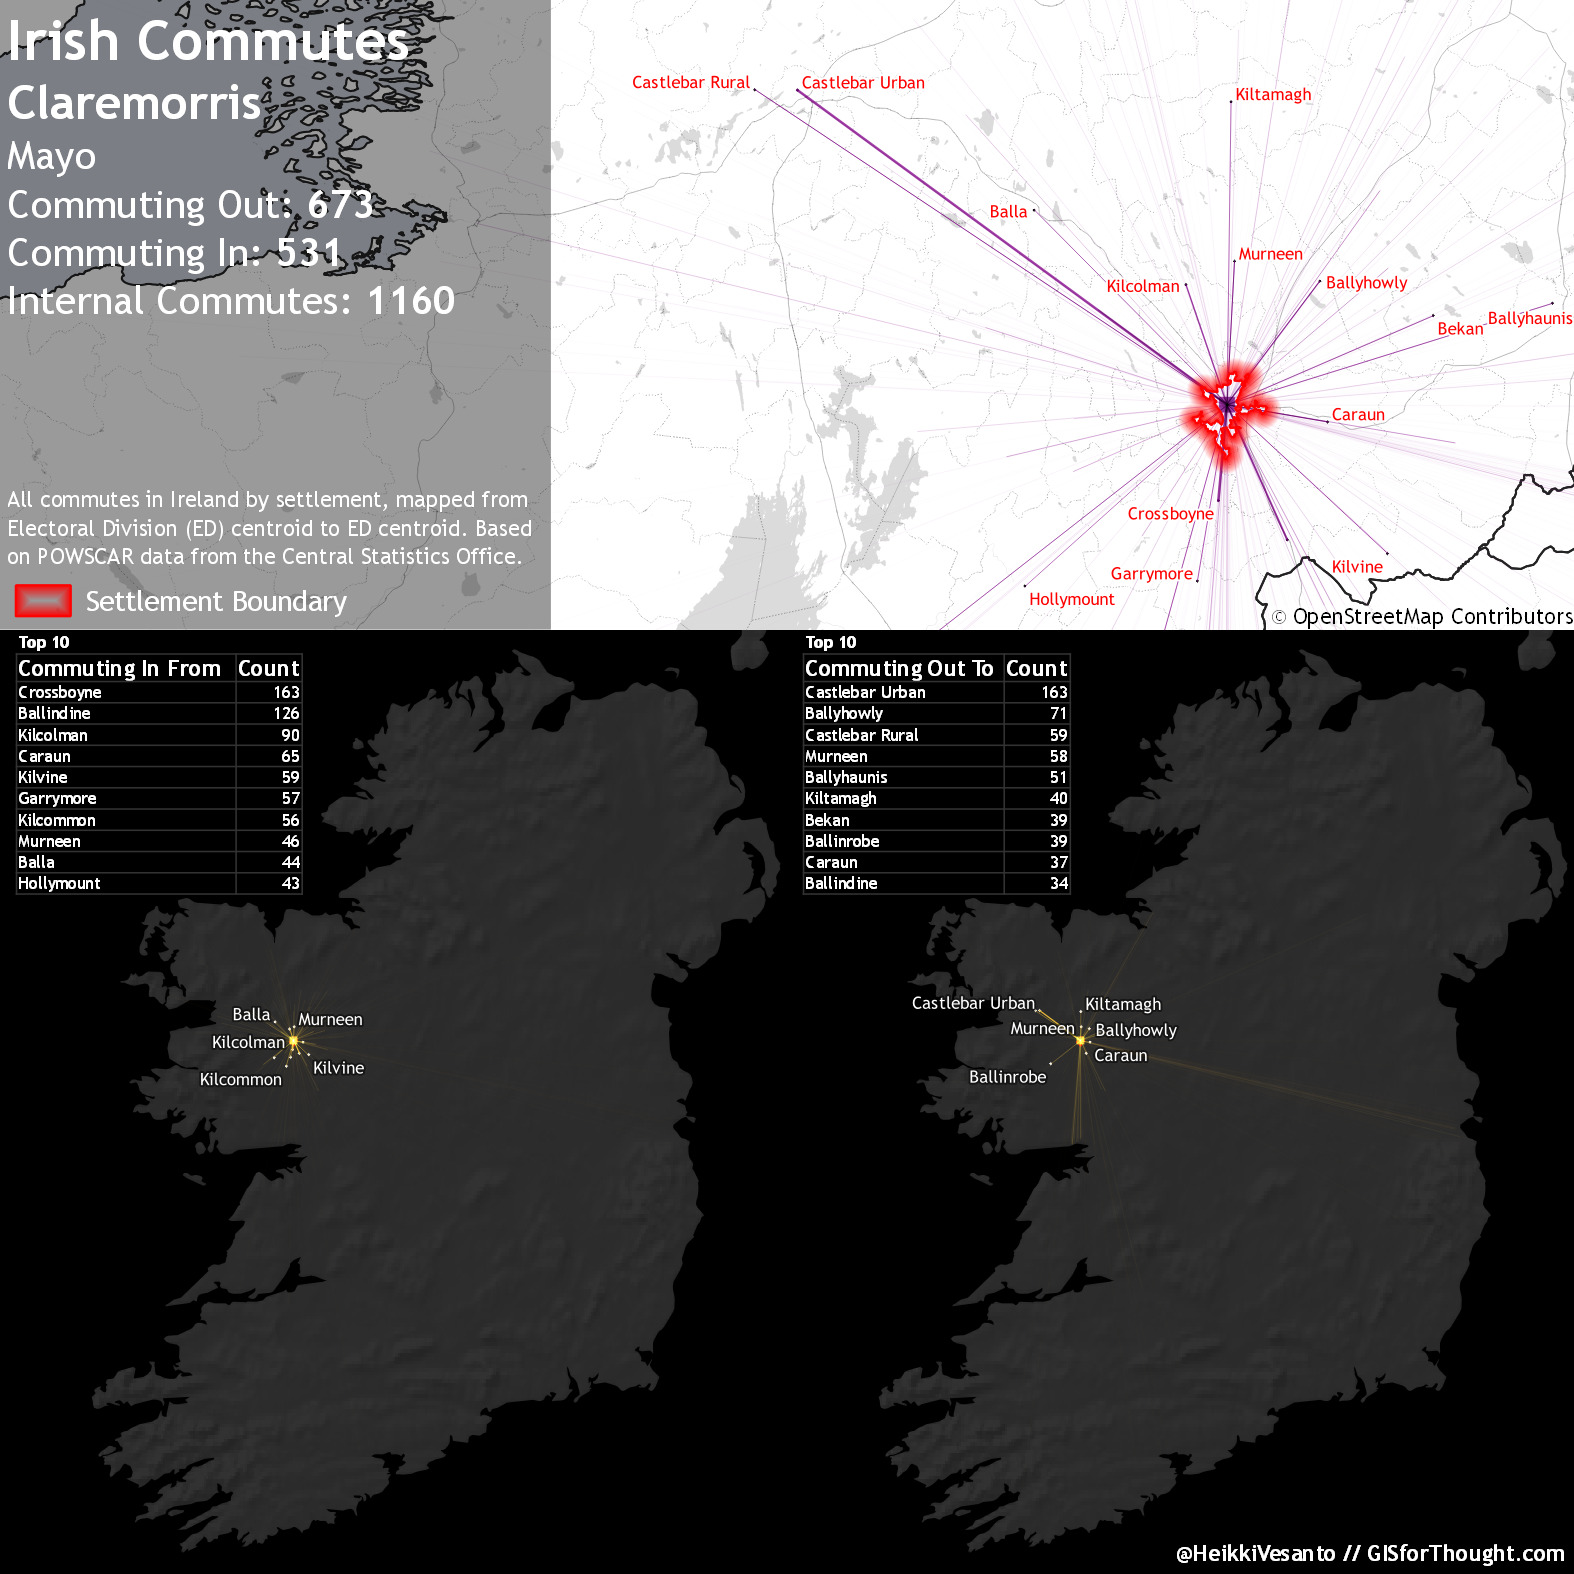 Irish Commutes
Claremorris
Mayo
Commuting Out: 673
Commuting In: 531
Internal Commutes: 1160
All commutes in Ireland by settlement, mapped from
Electoral Division (ED) centroid to ED centroid. Based
on POWSCAR data from the Central Statistics Office.
Settlement Boundary
Castlebar Rural
Castlebar Urban
Kiltamagh
Balla
Murneen
Kilcolman
Ballyhowly
Ballyhaunis
Bekan
Caraun
Crossboyne
Kilvine
Garrymore
Hollymount
© OpenStreetMap Contributors
Top 10
Commuting In From Count
Crossboyne 163
Ballindine 126
Kilcolman 90
Caraun 65
Kilvine 59
Garrymore 57
Kilcommon 56
Murneen 46
Balla 44
Hollymount 43
Balla
Murneen
Kilcolman
Kilvine
Kilcommon
Top 10
Commuting Out To Count
Castlebar Urban 163
Ballyhowly 71
Castlebar Rural 59
Murneen 58
Ballyhaunis 51
Kiltamagh 40
Bekan 39
Ballinrobe 39
Caraun 37
Ballindine 34
Castlebar Urban
Kiltamagh
Murneen
Ballyhowly
Caraun
Ballinrobe
@HeikkiVesanto // GISforThought.com